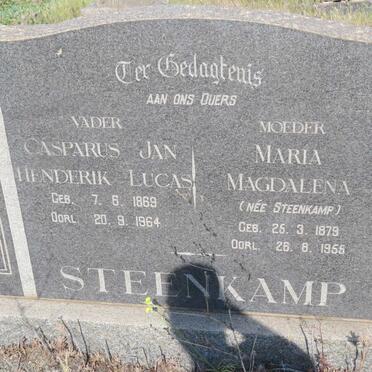 Ter Gedagtenis
AAN ONS OUERS
VADER
CASPARUS JAN
HENDERIK LUCAS
GEB. 7. 6. 1869
OORL. 20. 9. 1964
MOEDER
MARIA
MAGDALENA
(NÉE STEENKAMP)
GEB. 25. 3. 1879
OORL. 26. 8. 1958
STEENKAMP